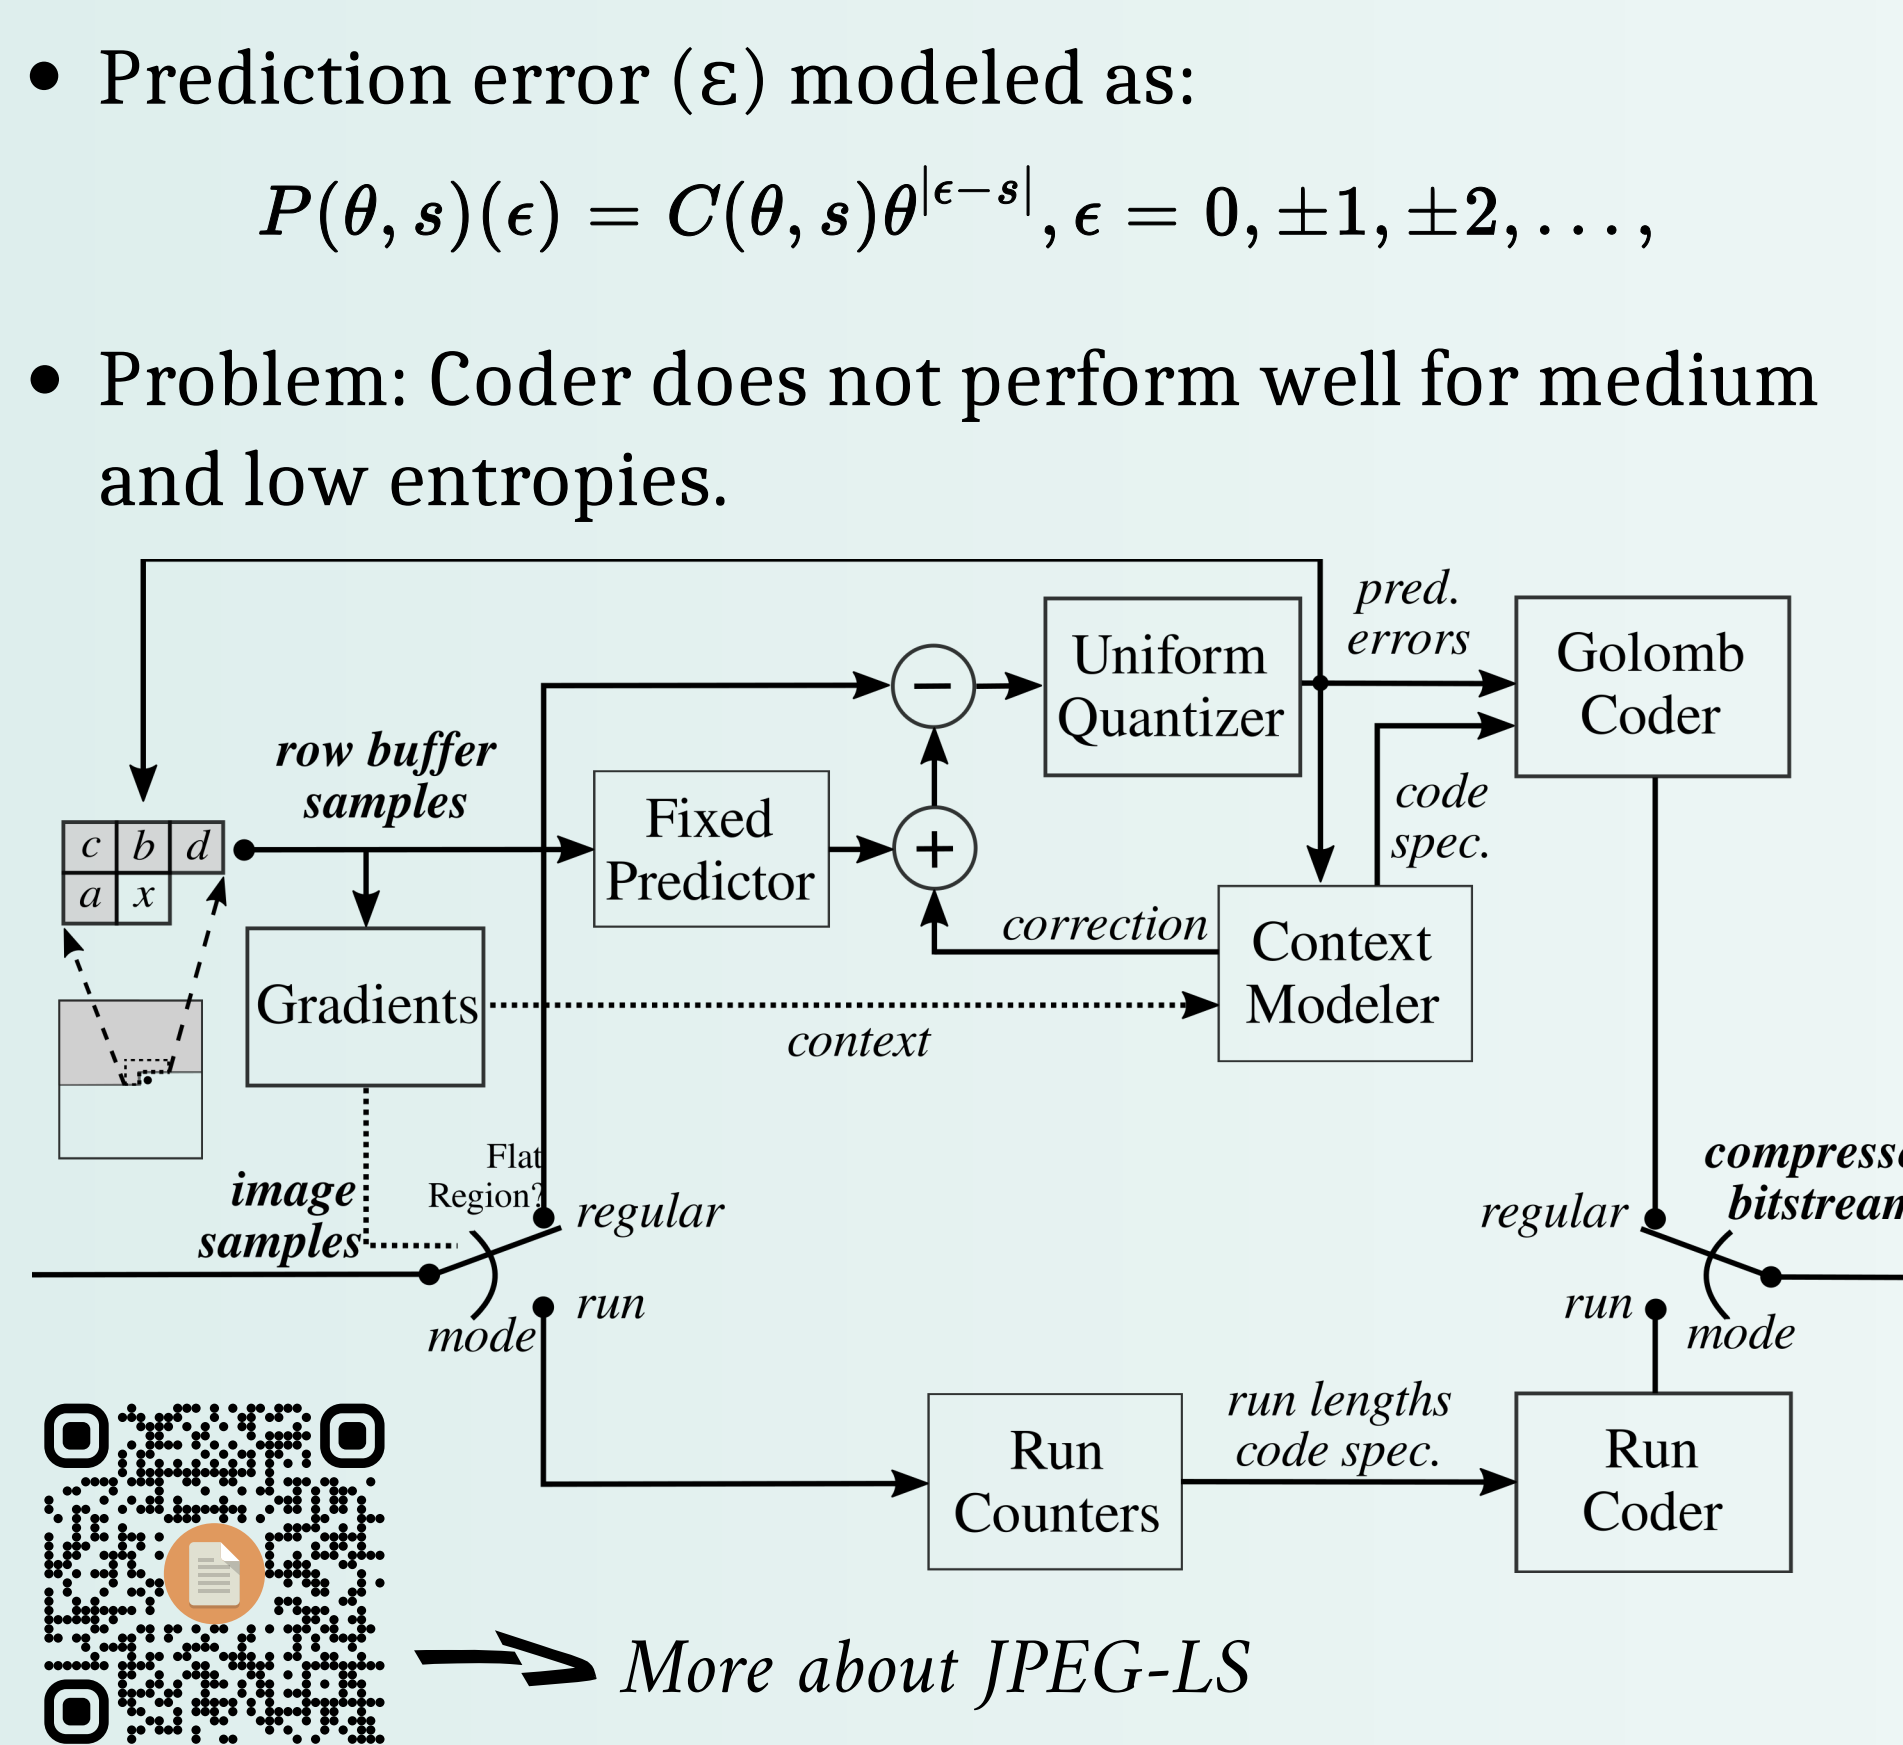 • Prediction error (ε) modeled as:
P(θ, s)(ϵ) = C(θ, s)θ^|ϵ−s|, ϵ = 0, ±1, ±2, . . . ,
• Problem: Coder does not perform well for medium
and low entropies.
pred.
errors
Uniform
Quantizer
−
Golomb
Coder
row buffer
samples
Fixed
Predictor
+
code
spec.
c b d
a x
correction
Context
Modeler
Gradients
context
Flat
Region?
image
samples
regular
run
mode
regular
run
mode
bitstream
Run
Counters
run lengths
code spec.
Run
Coder
More about JPEG-LS